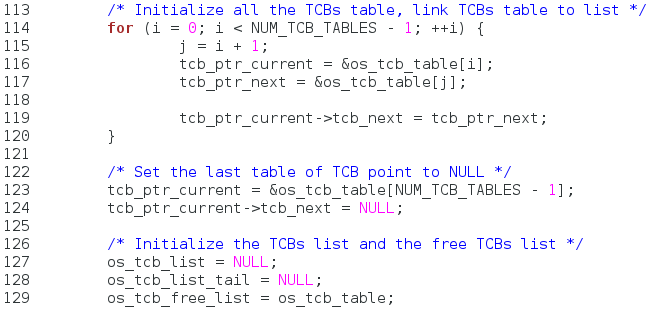 113 /* Initialize all the TCBs table, link TCBs table to list */
114 for (i = 0; i < NUM_TCB_TABLES - 1; ++i) {
115 j = i + 1;
116 tcb_ptr_current = &os_tcb_table[i];
117 tcb_ptr_next = &os_tcb_table[j];
118
119 tcb_ptr_current->tcb_next = tcb_ptr_next;
120 }
121
122 /* Set the last table of TCB point to NULL */
123 tcb_ptr_current = &os_tcb_table[NUM_TCB_TABLES - 1];
124 tcb_ptr_current->tcb_next = NULL;
125
126 /* Initialize the TCBs list and the free TCBs list */
127 os_tcb_list = NULL;
128 os_tcb_list_tail = NULL;
129 os_tcb_free_list = os_tcb_table;